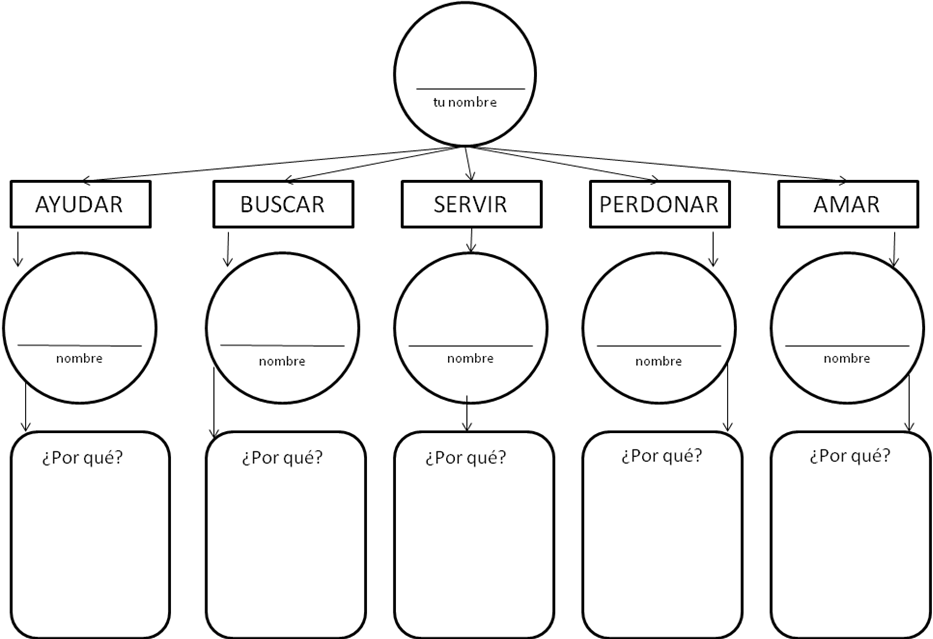 tu nombre
AYUDAR
BUSCAR
SERVIR
PERDONAR
AMAR
nombre
nombre
nombre
nombre
nombre
¿Por qué?
¿Por qué?
¿Por qué?
¿Por qué?
¿Por qué?